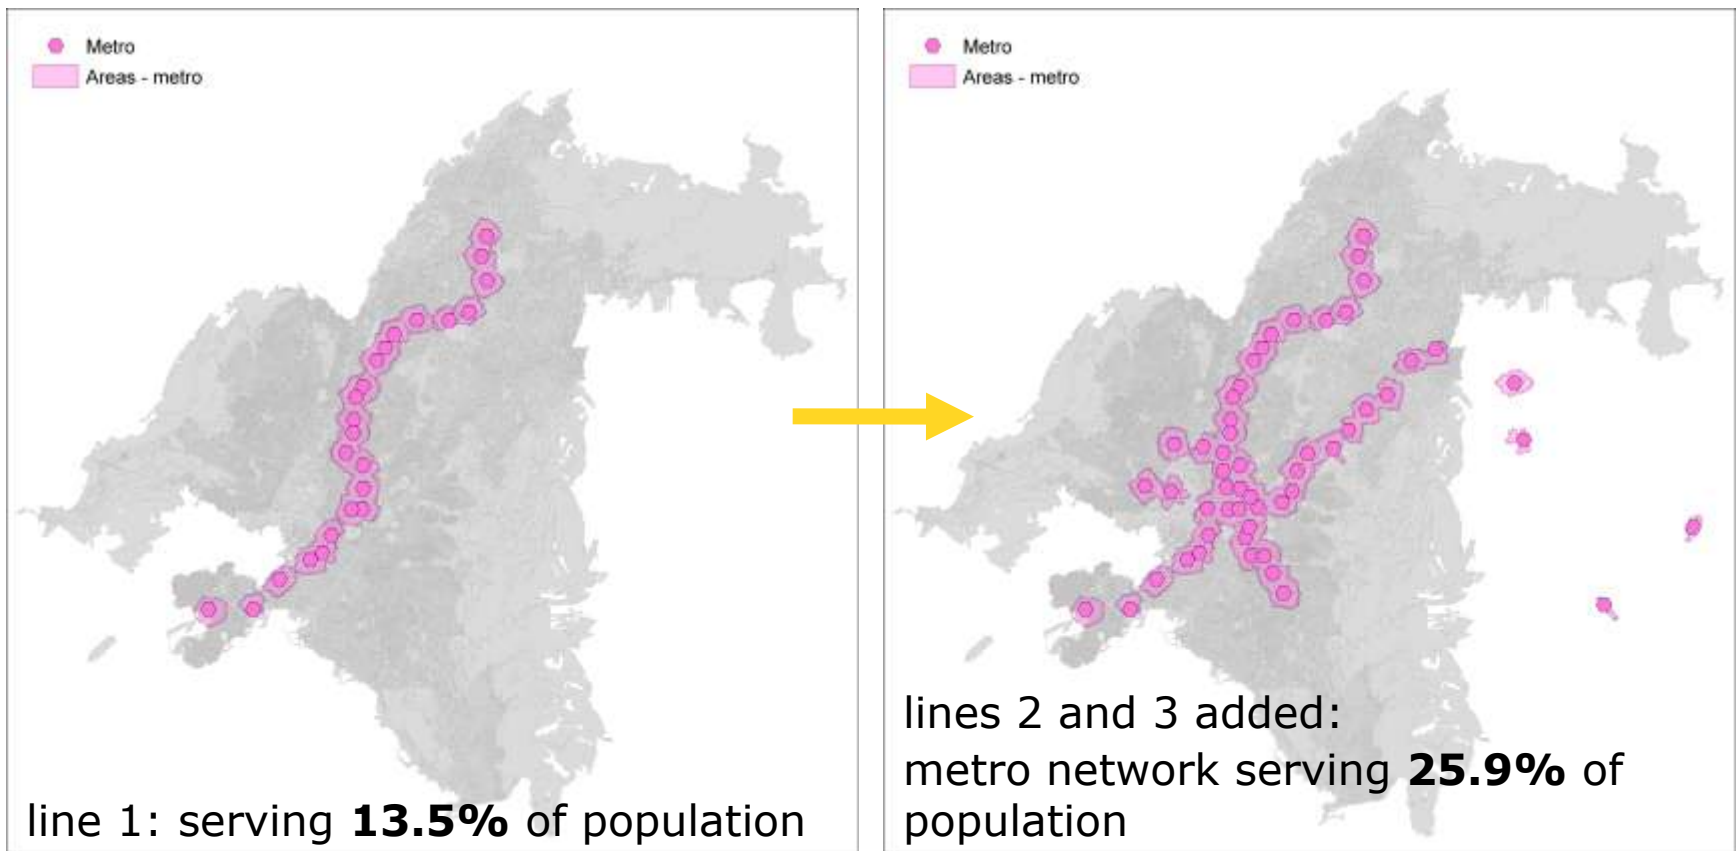 Metro
Areas - metro
line 1: serving 13.5% of population
Metro
Areas - metro
lines 2 and 3 added:
metro network serving 25.9% of
population